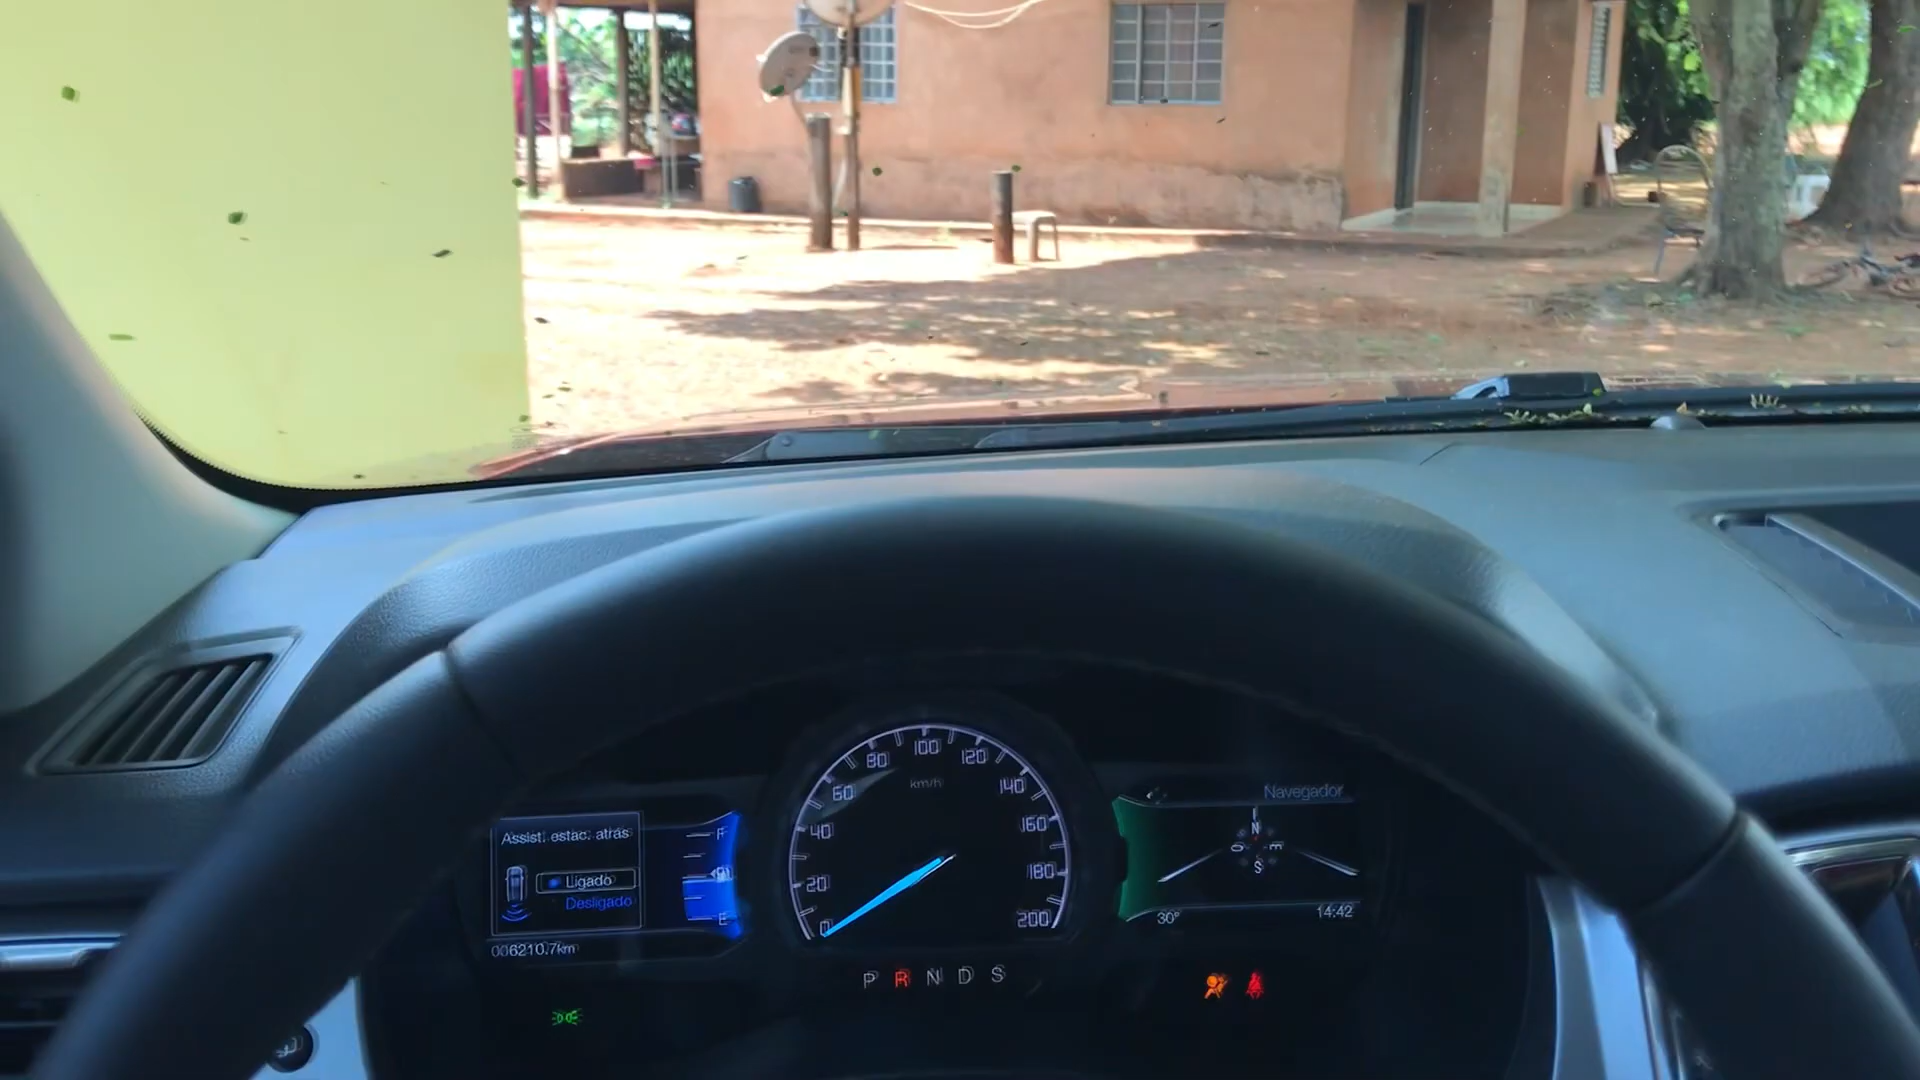 Assist. estac. atrás
Ligado
Desligado
006210.7km
F
E
0
20
40
60
80
100
120
140
160
180
200
km/h
P R N D S
Navegador
N
O E
S
30°
14:42